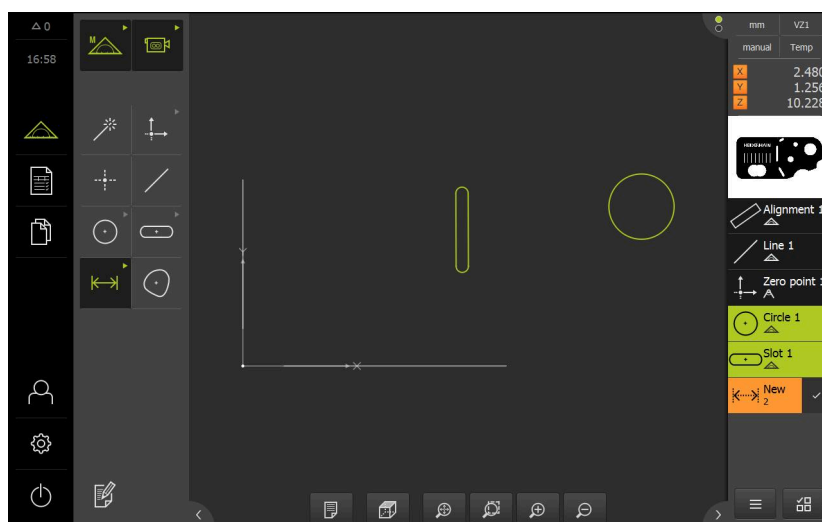 △ 0
16:58
M
Y
X
mm VZ1
manual Temp
X 2.480
Y 1.256
Z 10.228
HEIDENHAIN
Alignment 1
Line 1
Zero point 1
Circle 1
Slot 1
New
2